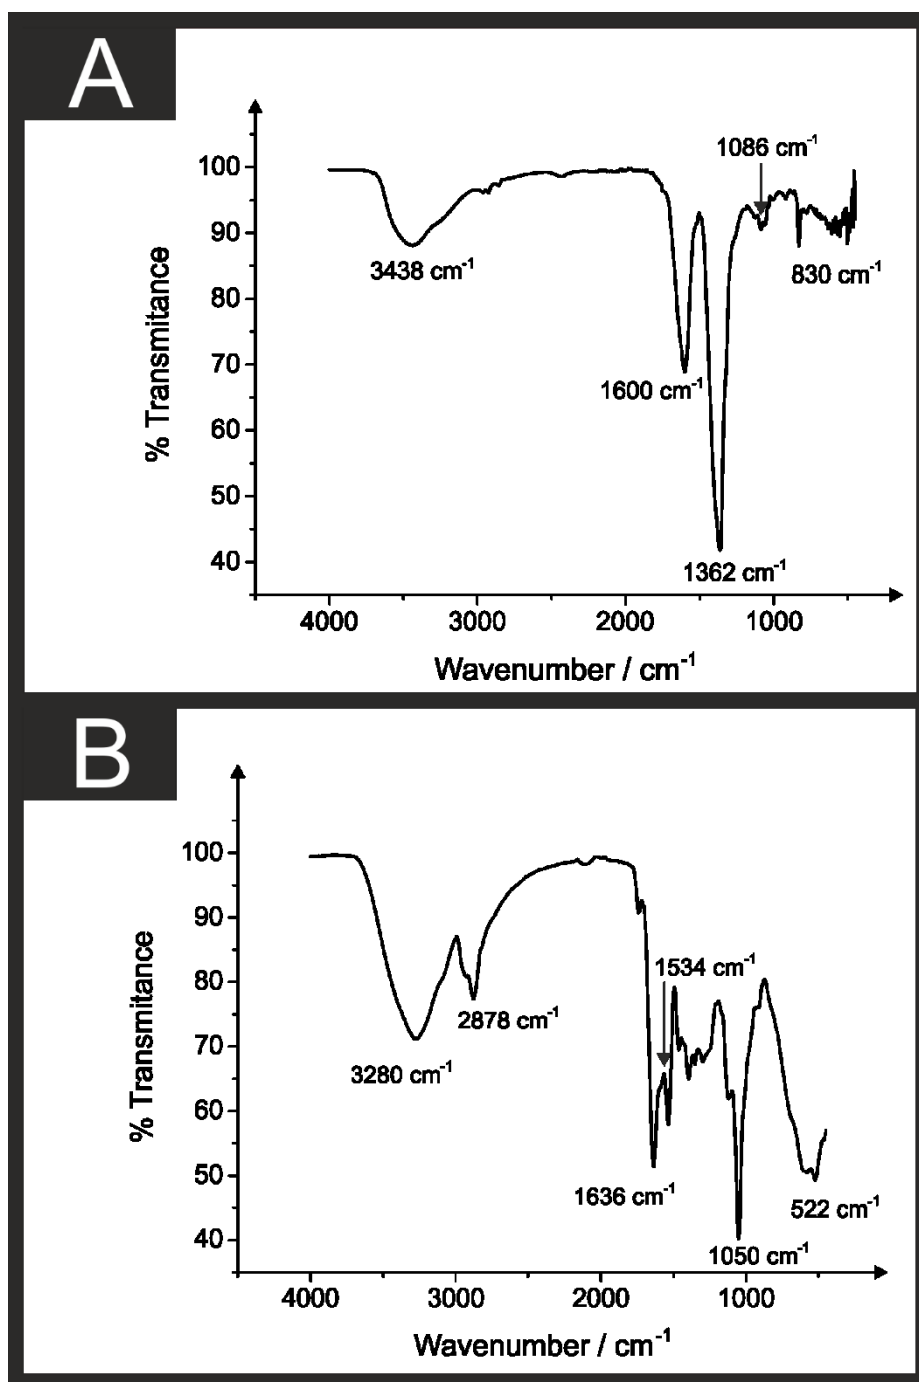 A
1086 cm⁻¹
100
90
80
70
60
50
40
3438 cm⁻¹
830 cm⁻¹
1600 cm⁻¹
1362 cm⁻¹
% Transmitance
4000 3000 2000 1000
Wavenumber / cm⁻¹
B
100
90
80
70
60
50
40
1534 cm⁻¹
2878 cm⁻¹
3280 cm⁻¹
1636 cm⁻¹
522 cm⁻¹
1050 cm⁻¹
% Transmitance
4000 3000 2000 1000
Wavenumber / cm⁻¹